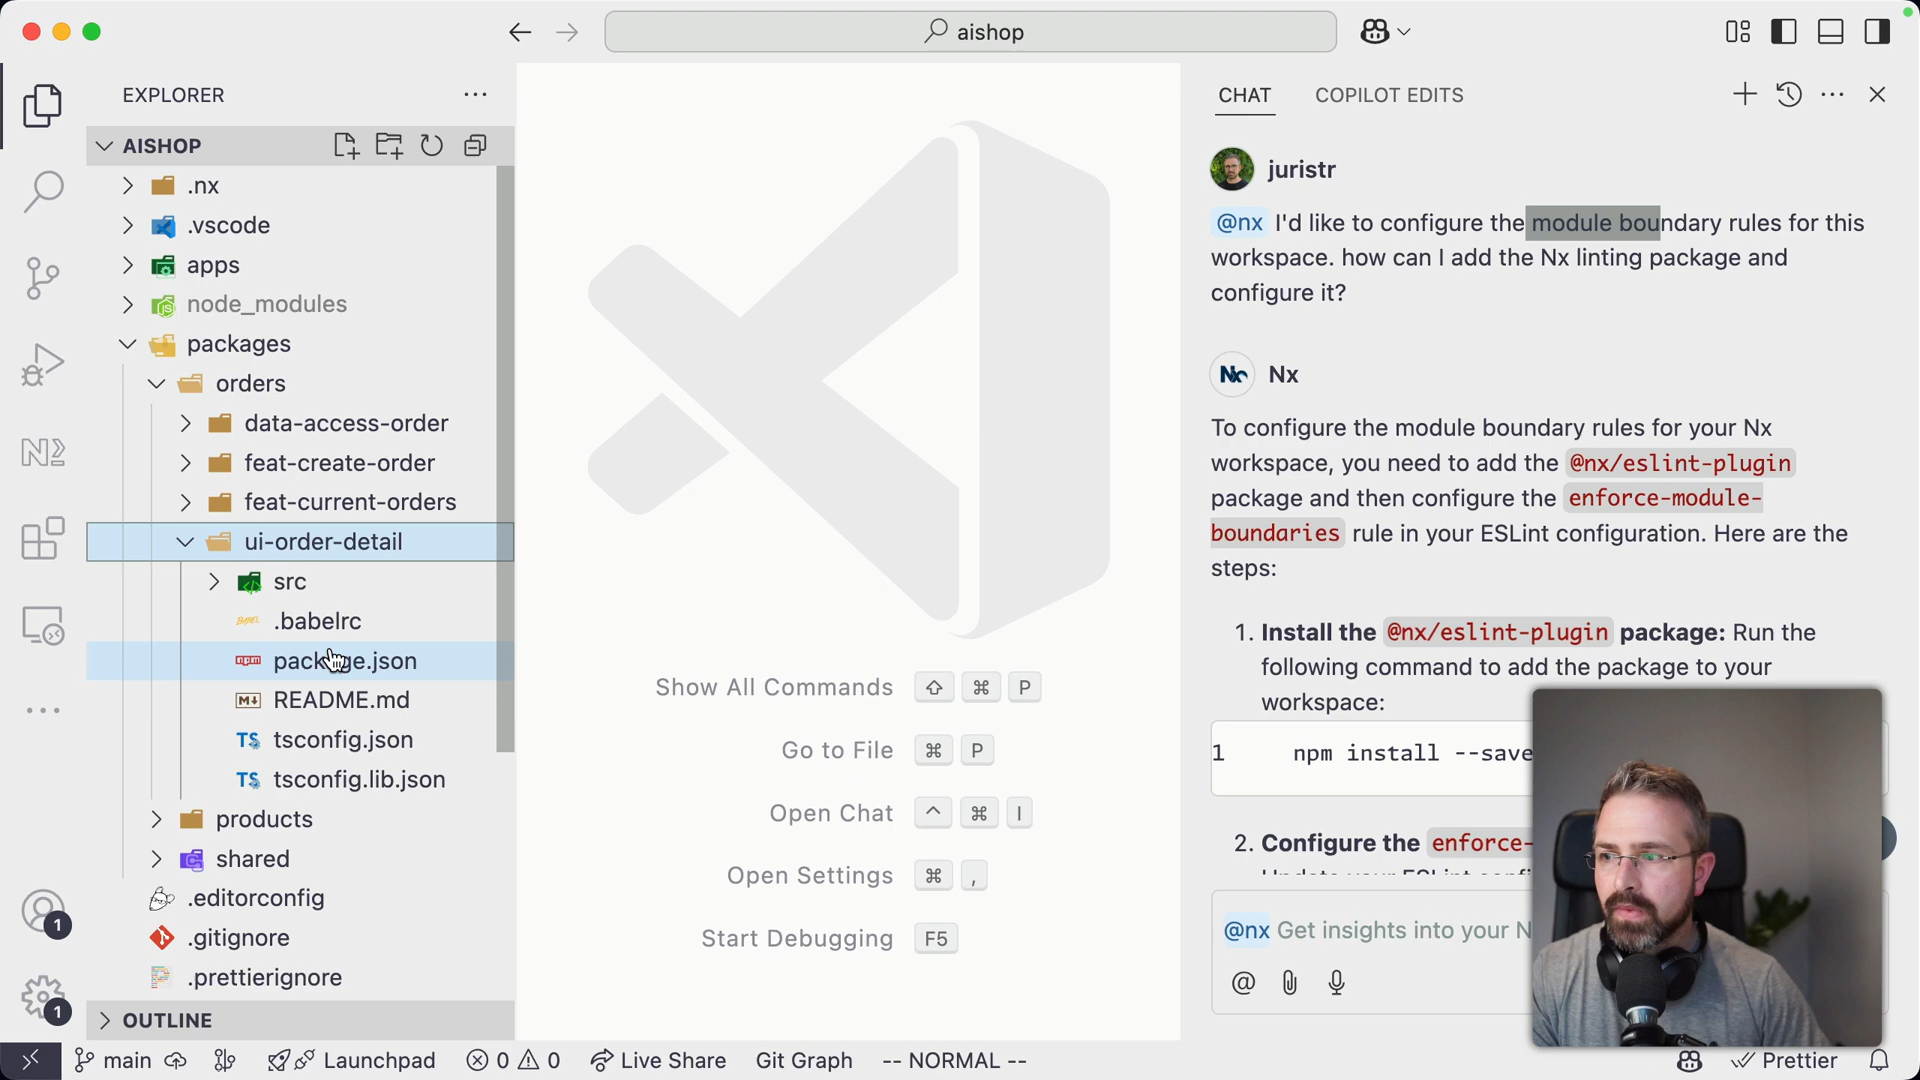 aishop
EXPLORER
AISHOP
.nx
.vscode
apps
node_modules
packages
orders
data-access-order
feat-create-order
feat-current-orders
ui-order-detail
src
BABEL .babelrc
package.json
README.md
TS tsconfig.json
TS tsconfig.lib.json
products
shared
.editorconfig
.gitignore
.prettierignore
OUTLINE
1
1
Show All Commands ⇧ ⌘ P
Go to File ⌘ P
Open Chat ^ ⌘ I
Open Settings ⌘ ,
Start Debugging F5
CHAT COPILOT EDITS
juristr
@nx I'd like to configure the module boundary rules for this
workspace. how can I add the Nx linting package and
configure it?
Nx
To configure the module boundary rules for your Nx
workspace, you need to add the @nx/eslint-plugin
package and then configure the enforce-module-
boundaries rule in your ESLint configuration. Here are the
steps:
1. Install the @nx/eslint-plugin package: Run the
following command to add the package to your
workspace:
1 npm install --save
2. Configure the enforce-
@nx Get insights into your N
main Launchpad 0 0 Live Share Git Graph -- NORMAL -- Prettier